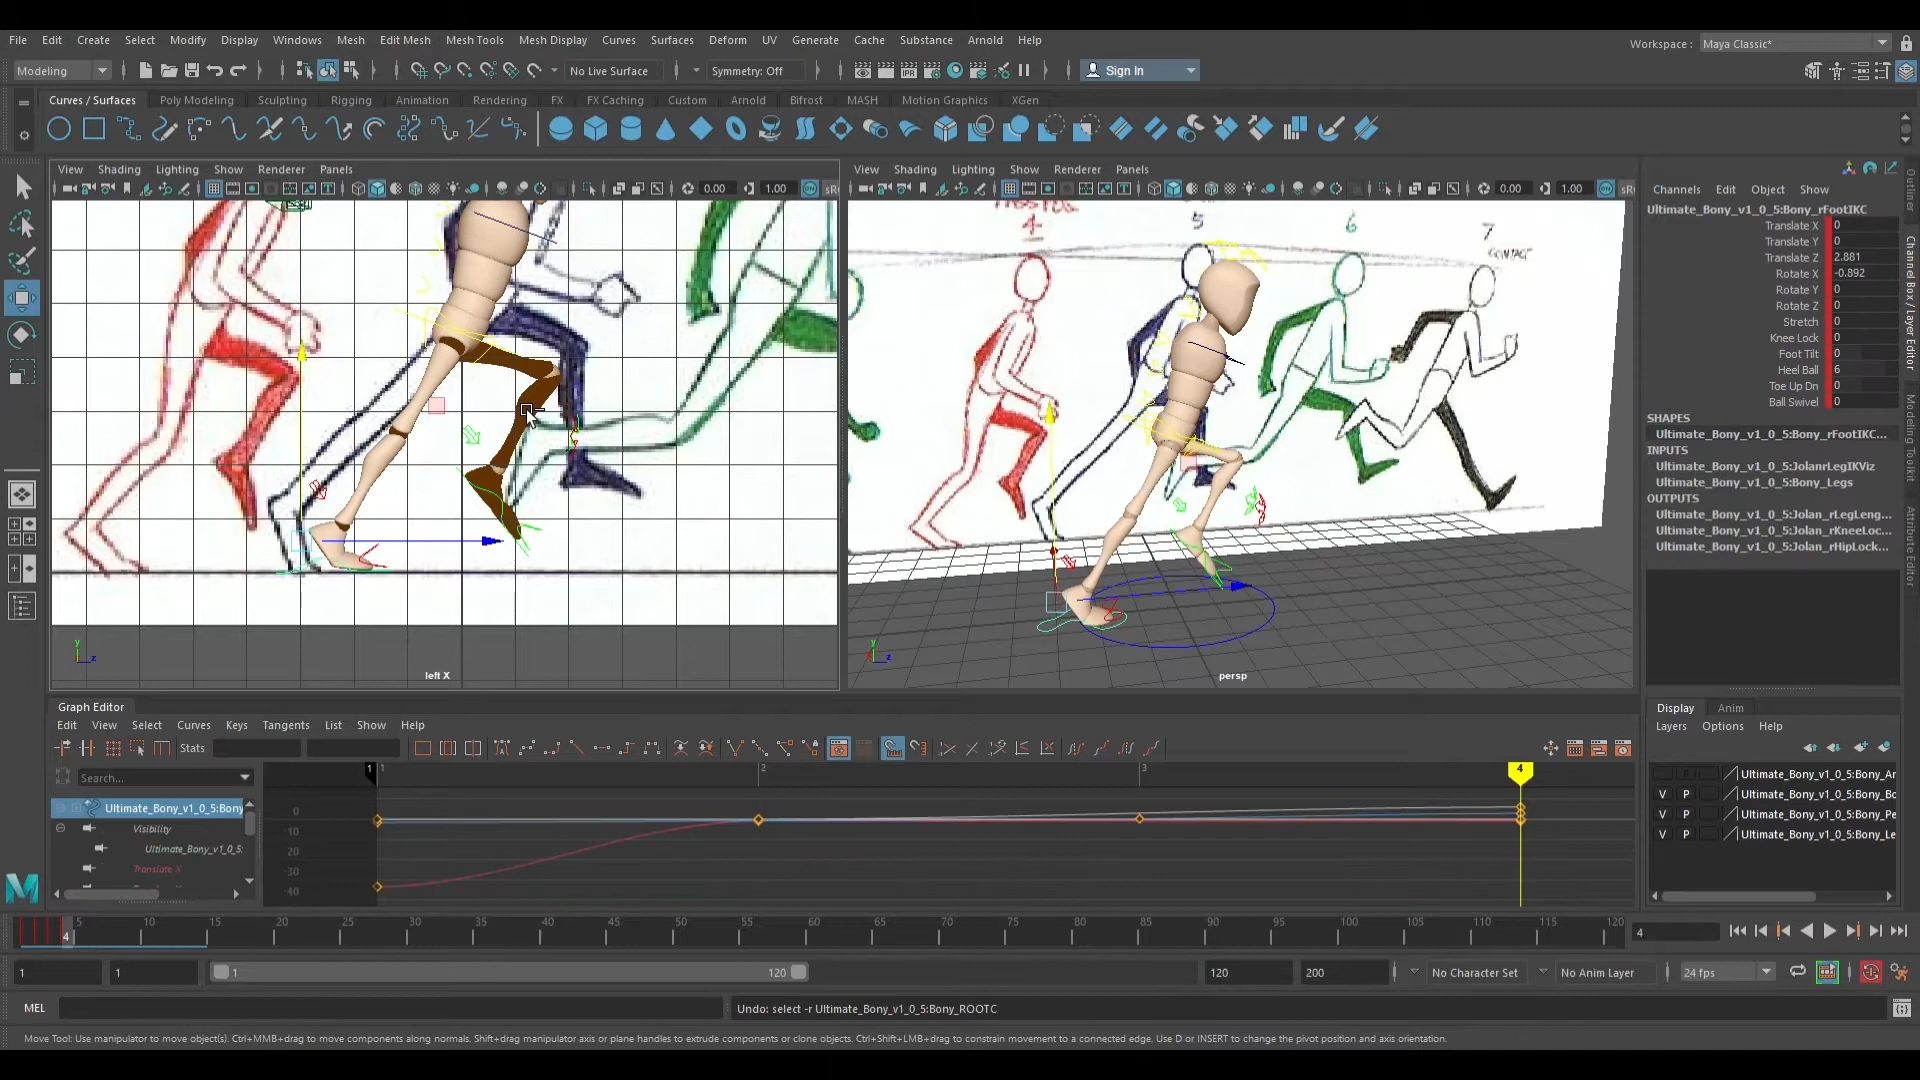 File Edit Create Select Modify Display Windows Mesh Edit Mesh Mesh Tools Mesh Display Curves Surfaces Deform UV Generate Cache Substance Arnold Help
Workspace : Maya Classic*
Modeling
No Live Surface
Symmetry: Off
Sign In
Curves / Surfaces Poly Modeling Sculpting Rigging Animation Rendering FX FX Caching Custom Arnold Bifrost MASH Motion Graphics XGen
View Shading Lighting Show Renderer Panels
0.00 1.00
View Shading Lighting Show Renderer Panels
0.00 1.00
4 5 6 7
CONTACT
y z
left X
y z
persp
Channels Edit Object Show
Ultimate_Bony_v1_0_5:Bony_rFootIKC
Translate X 0
Translate Y 0
Translate Z 2.881
Rotate X -0.892
Rotate Y 0
Rotate Z 0
Stretch 0
Knee Lock 0
Foot Tilt 0
Heel Ball 6
Toe Up Dn 0
Ball Swivel 0
SHAPES
Ultimate_Bony_v1_0_5:Bony_rFootIKC...
INPUTS
Ultimate_Bony_v1_0_5:JolanrLegIKViz
Ultimate_Bony_v1_0_5:Bony_Legs
OUTPUTS
Ultimate_Bony_v1_0_5:Jolan_rLegLeng...
Ultimate_Bony_v1_0_5:Jolan_rKneeLoc...
Ultimate_Bony_v1_0_5:Jolan_rHipLock...
Outliner
Channel Box / Layer Editor
Modeling Toolkit
Attribute Editor
Display Anim
Layers Options Help
Ultimate_Bony_v1_0_5:Bony_Ar
V P Ultimate_Bony_v1_0_5:Bony_Bo
V P Ultimate_Bony_v1_0_5:Bony_Pe
V P Ultimate_Bony_v1_0_5:Bony_Le
Graph Editor
Edit View Select Curves Keys Tangents List Show Help
Stats
Search...
1 1 2 3 4
Ultimate_Bony_v1_0_5:Bony
Visibility
Ultimate_Bony_v1_0_5:
Translate X
0
-10
-20
-30
-40
4 5 10 15 20 25 30 35 40 45 50 55 60 65 70 75 80 85 90 95 100 105 110 115 120
4
1 1 1 120 120 200
No Character Set
No Anim Layer
24 fps
MEL
Undo: select -r Ultimate_Bony_v1_0_5:Bony_ROOTC
Move Tool: Use manipulator to move object(s). Ctrl+MMB+drag to move components along normals. Shift+drag manipulator axis or plane handles to extrude components or clone objects. Ctrl+Shift+LMB+drag to constrain movement to a connected edge. Use D or INSERT to change the pivot position and axis orientation.